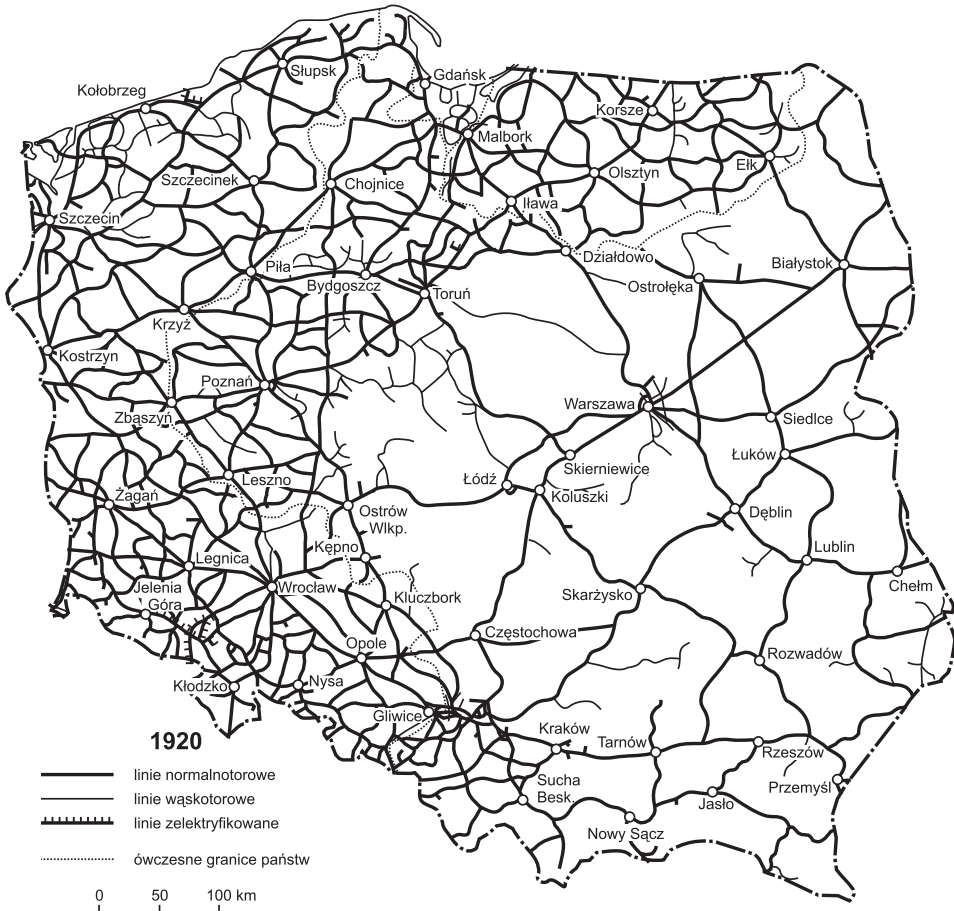 Słupsk
Gdańsk
Kołobrzeg
Korsze
Malbork
Szczecinek
Chojnice
Olsztyn
Ełk
Iława
Szczecin
Działdowo
Piła
Bydgoszcz
Białystok
Ostrołęka
Toruń
Krzyż
Kostrzyn
Poznań
Zbąszyń
Warszawa
Siedlce
Łuków
Skierniewice
Leszno
Łódź
Koluszki
Żagań
Ostrów
Wlkp.
Dęblin
Kępno
Lublin
Legnica
Chełm
Jelenia
Góra
Wrocław
Kluczbork
Skarżysko
Częstochowa
Opole
Rozwadów
Kłodzko
Nysa
Gliwice
Kraków
Tarnów
Rzeszów
Przemyśl
Sucha
Besk.
Jasło
Nowy Sącz
1920
linie normalnotorowe
linie wąskotorowe
linie zelektryfikowane
ówczesne granice państw
0 50 100 km